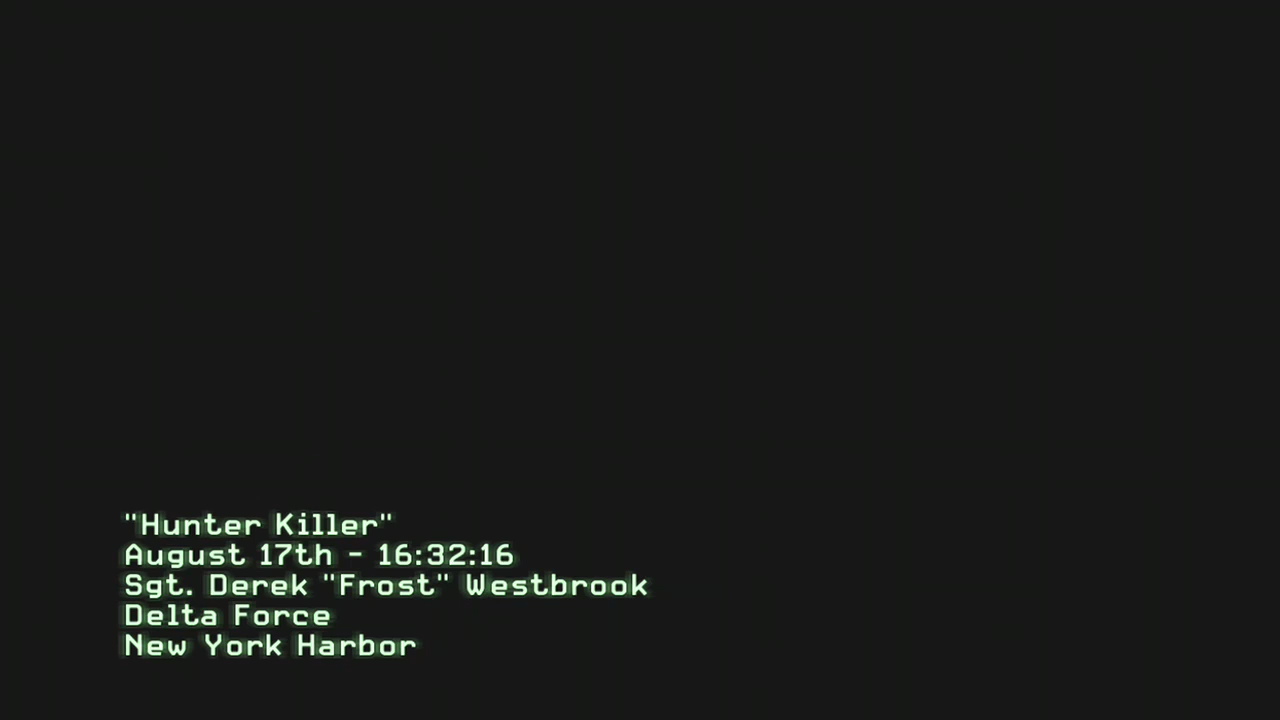 "Hunter Killer"
August 17th - 16:32:16
Sgt. Derek "Frost" Westbrook
Delta Force
New York Harbor